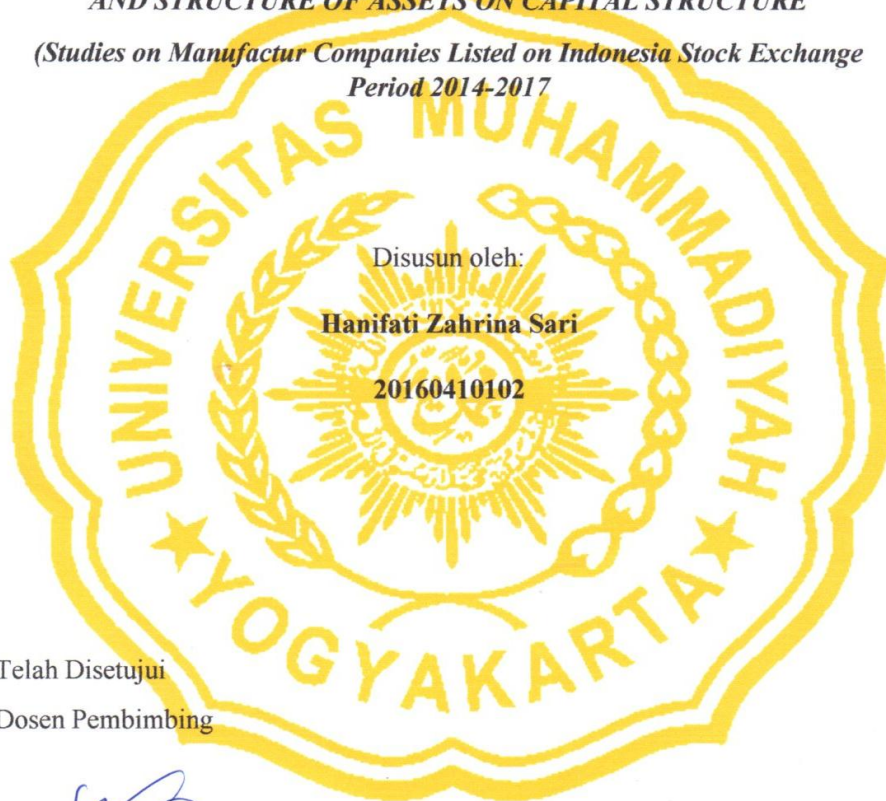 AND STRUCTURE OF ASSETS ON CAPITAL STRUCTURE
(Studies on Manufactur Companies Listed on Indonesia Stock Exchange
Period 2014-2017
UNIVERSITAS MUHAMMADIYAH
★ YOGYAKARTA ★
Disusun oleh:
Hanifati Zahrina Sari
20160410102
Telah Disetujui
Dosen Pembimbing